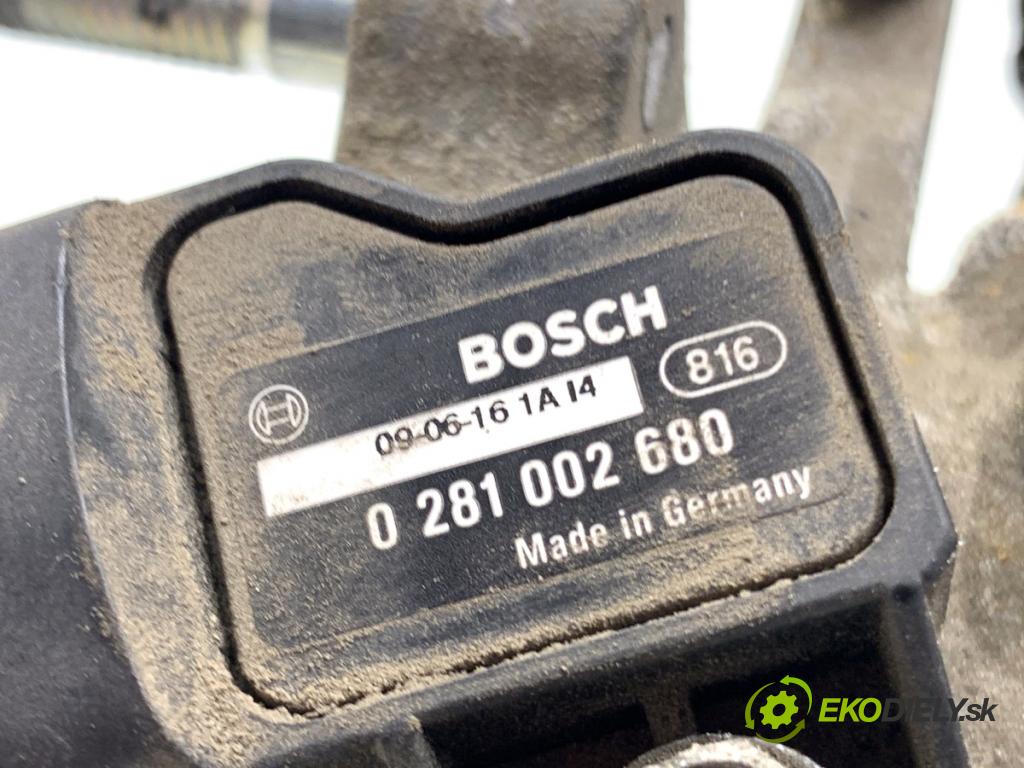 BOSCH
816
09-06-16 1A I4
0 281 002 680
Made in Germany
EKODIELY.sk